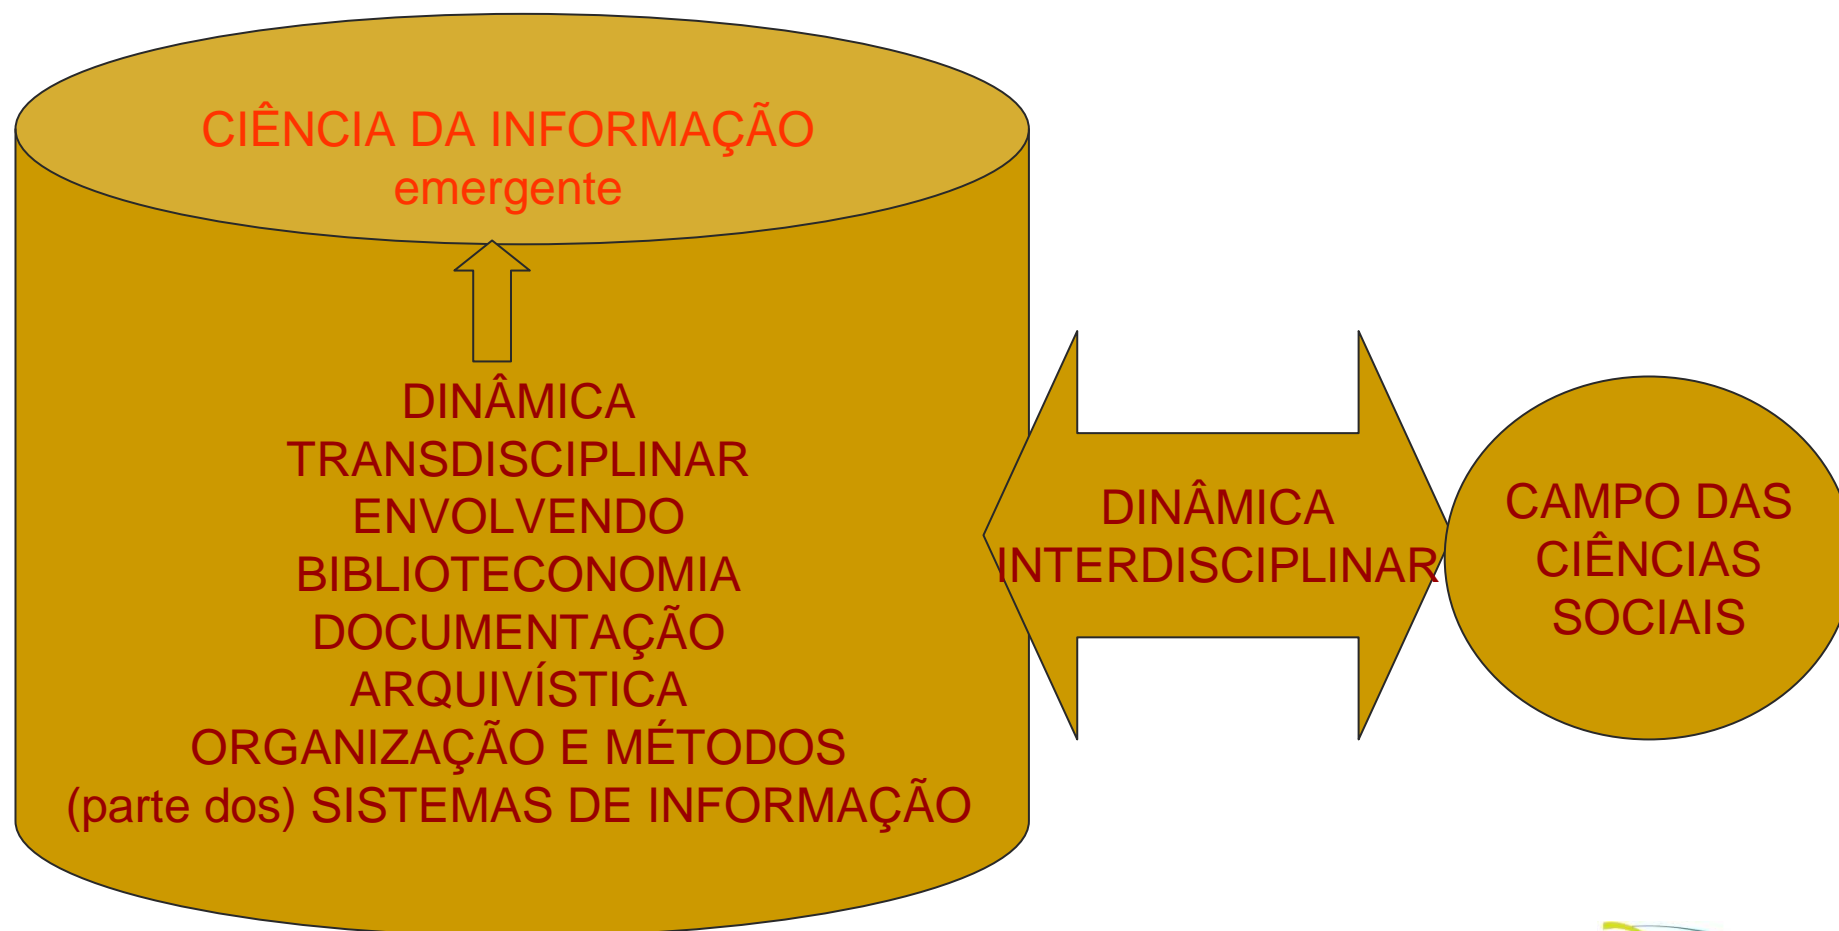 CIÊNCIA DA INFORMAÇÃO
emergente
DINÂMICA
TRANSDISCIPLINAR
ENVOLVENDO
BIBLIOTECONOMIA
DOCUMENTAÇÃO
ARQUIVÍSTICA
ORGANIZAÇÃO E MÉTODOS
(parte dos) SISTEMAS DE INFORMAÇÃO
DINÂMICA
INTERDISCIPLINAR
CAMPO DAS
CIÊNCIAS
SOCIAIS